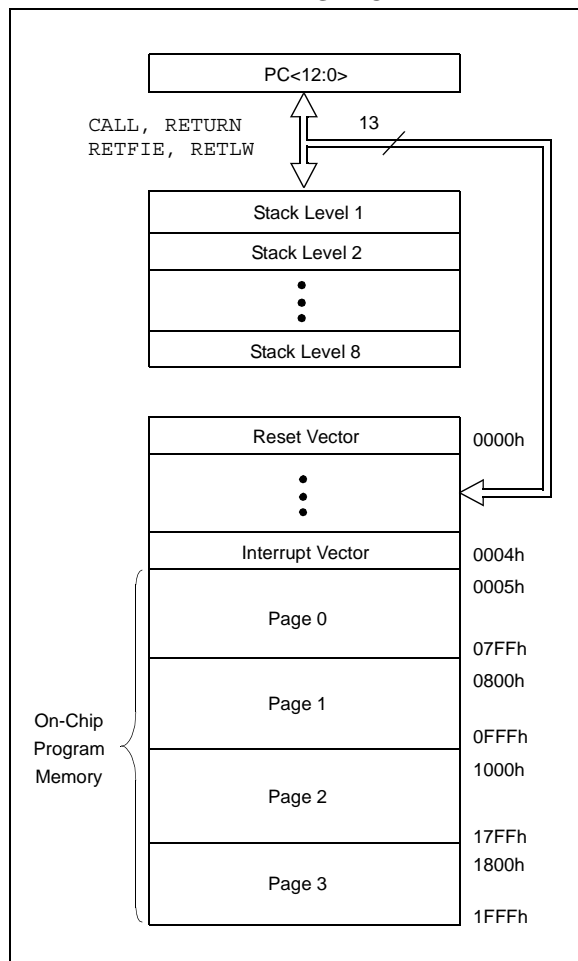 PC<12:0>
CALL, RETURN
RETFIE, RETLW
13
Stack Level 1
Stack Level 2
Stack Level 8
Reset Vector
0000h
Interrupt Vector
0004h
0005h
Page 0
07FFh
0800h
Page 1
On-Chip
Program
Memory
0FFFh
1000h
Page 2
17FFh
1800h
Page 3
1FFFh